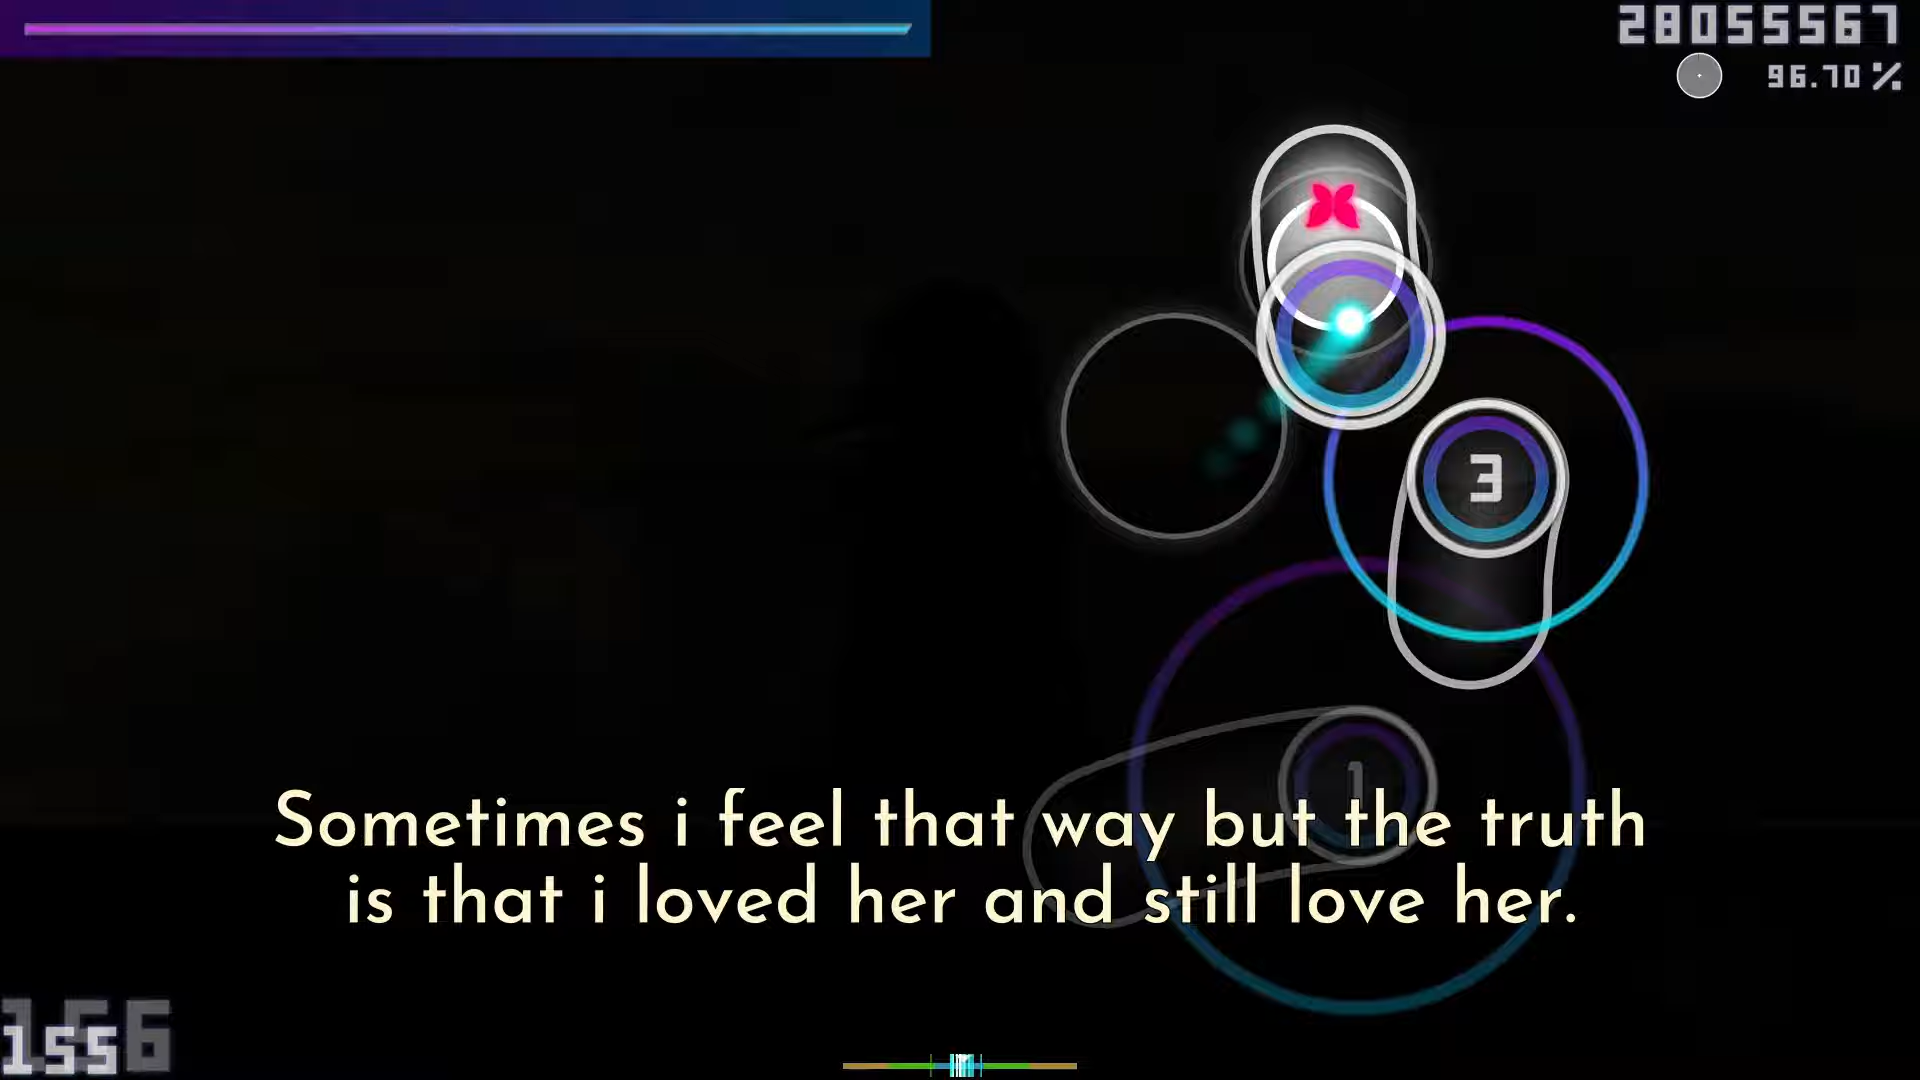 28055567
96.70%
3
1
Sometimes i feel that way but the truth
is that i loved her and still love her.
155